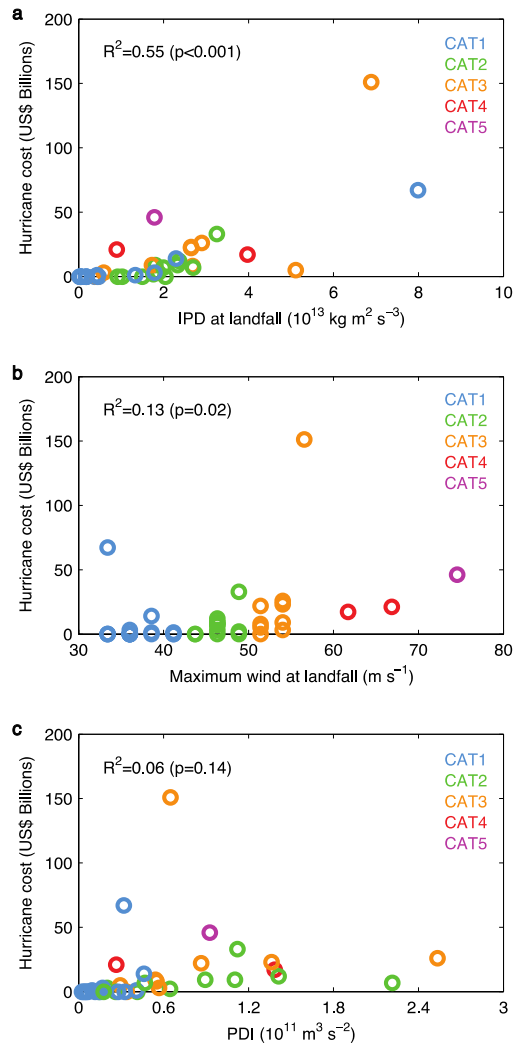 a
200
R²=0.55 (p<0.001)
CAT1
CAT2
CAT3
CAT4
CAT5
150
100
50
0
Hurricane cost (US$ Billions)
0 2 4 6 8 10
IPD at landfall (10¹³ kg m² s⁻³)
b
200
R²=0.13 (p=0.02)
CAT1
CAT2
CAT3
CAT4
CAT5
150
100
50
0
Hurricane cost (US$ Billions)
30 40 50 60 70 80
Maximum wind at landfall (m s⁻¹)
c
200
R²=0.06 (p=0.14)
CAT1
CAT2
CAT3
CAT4
CAT5
150
100
50
0
Hurricane cost (US$ Billions)
0 0.6 1.2 1.8 2.4 3
PDI (10¹¹ m³ s⁻²)